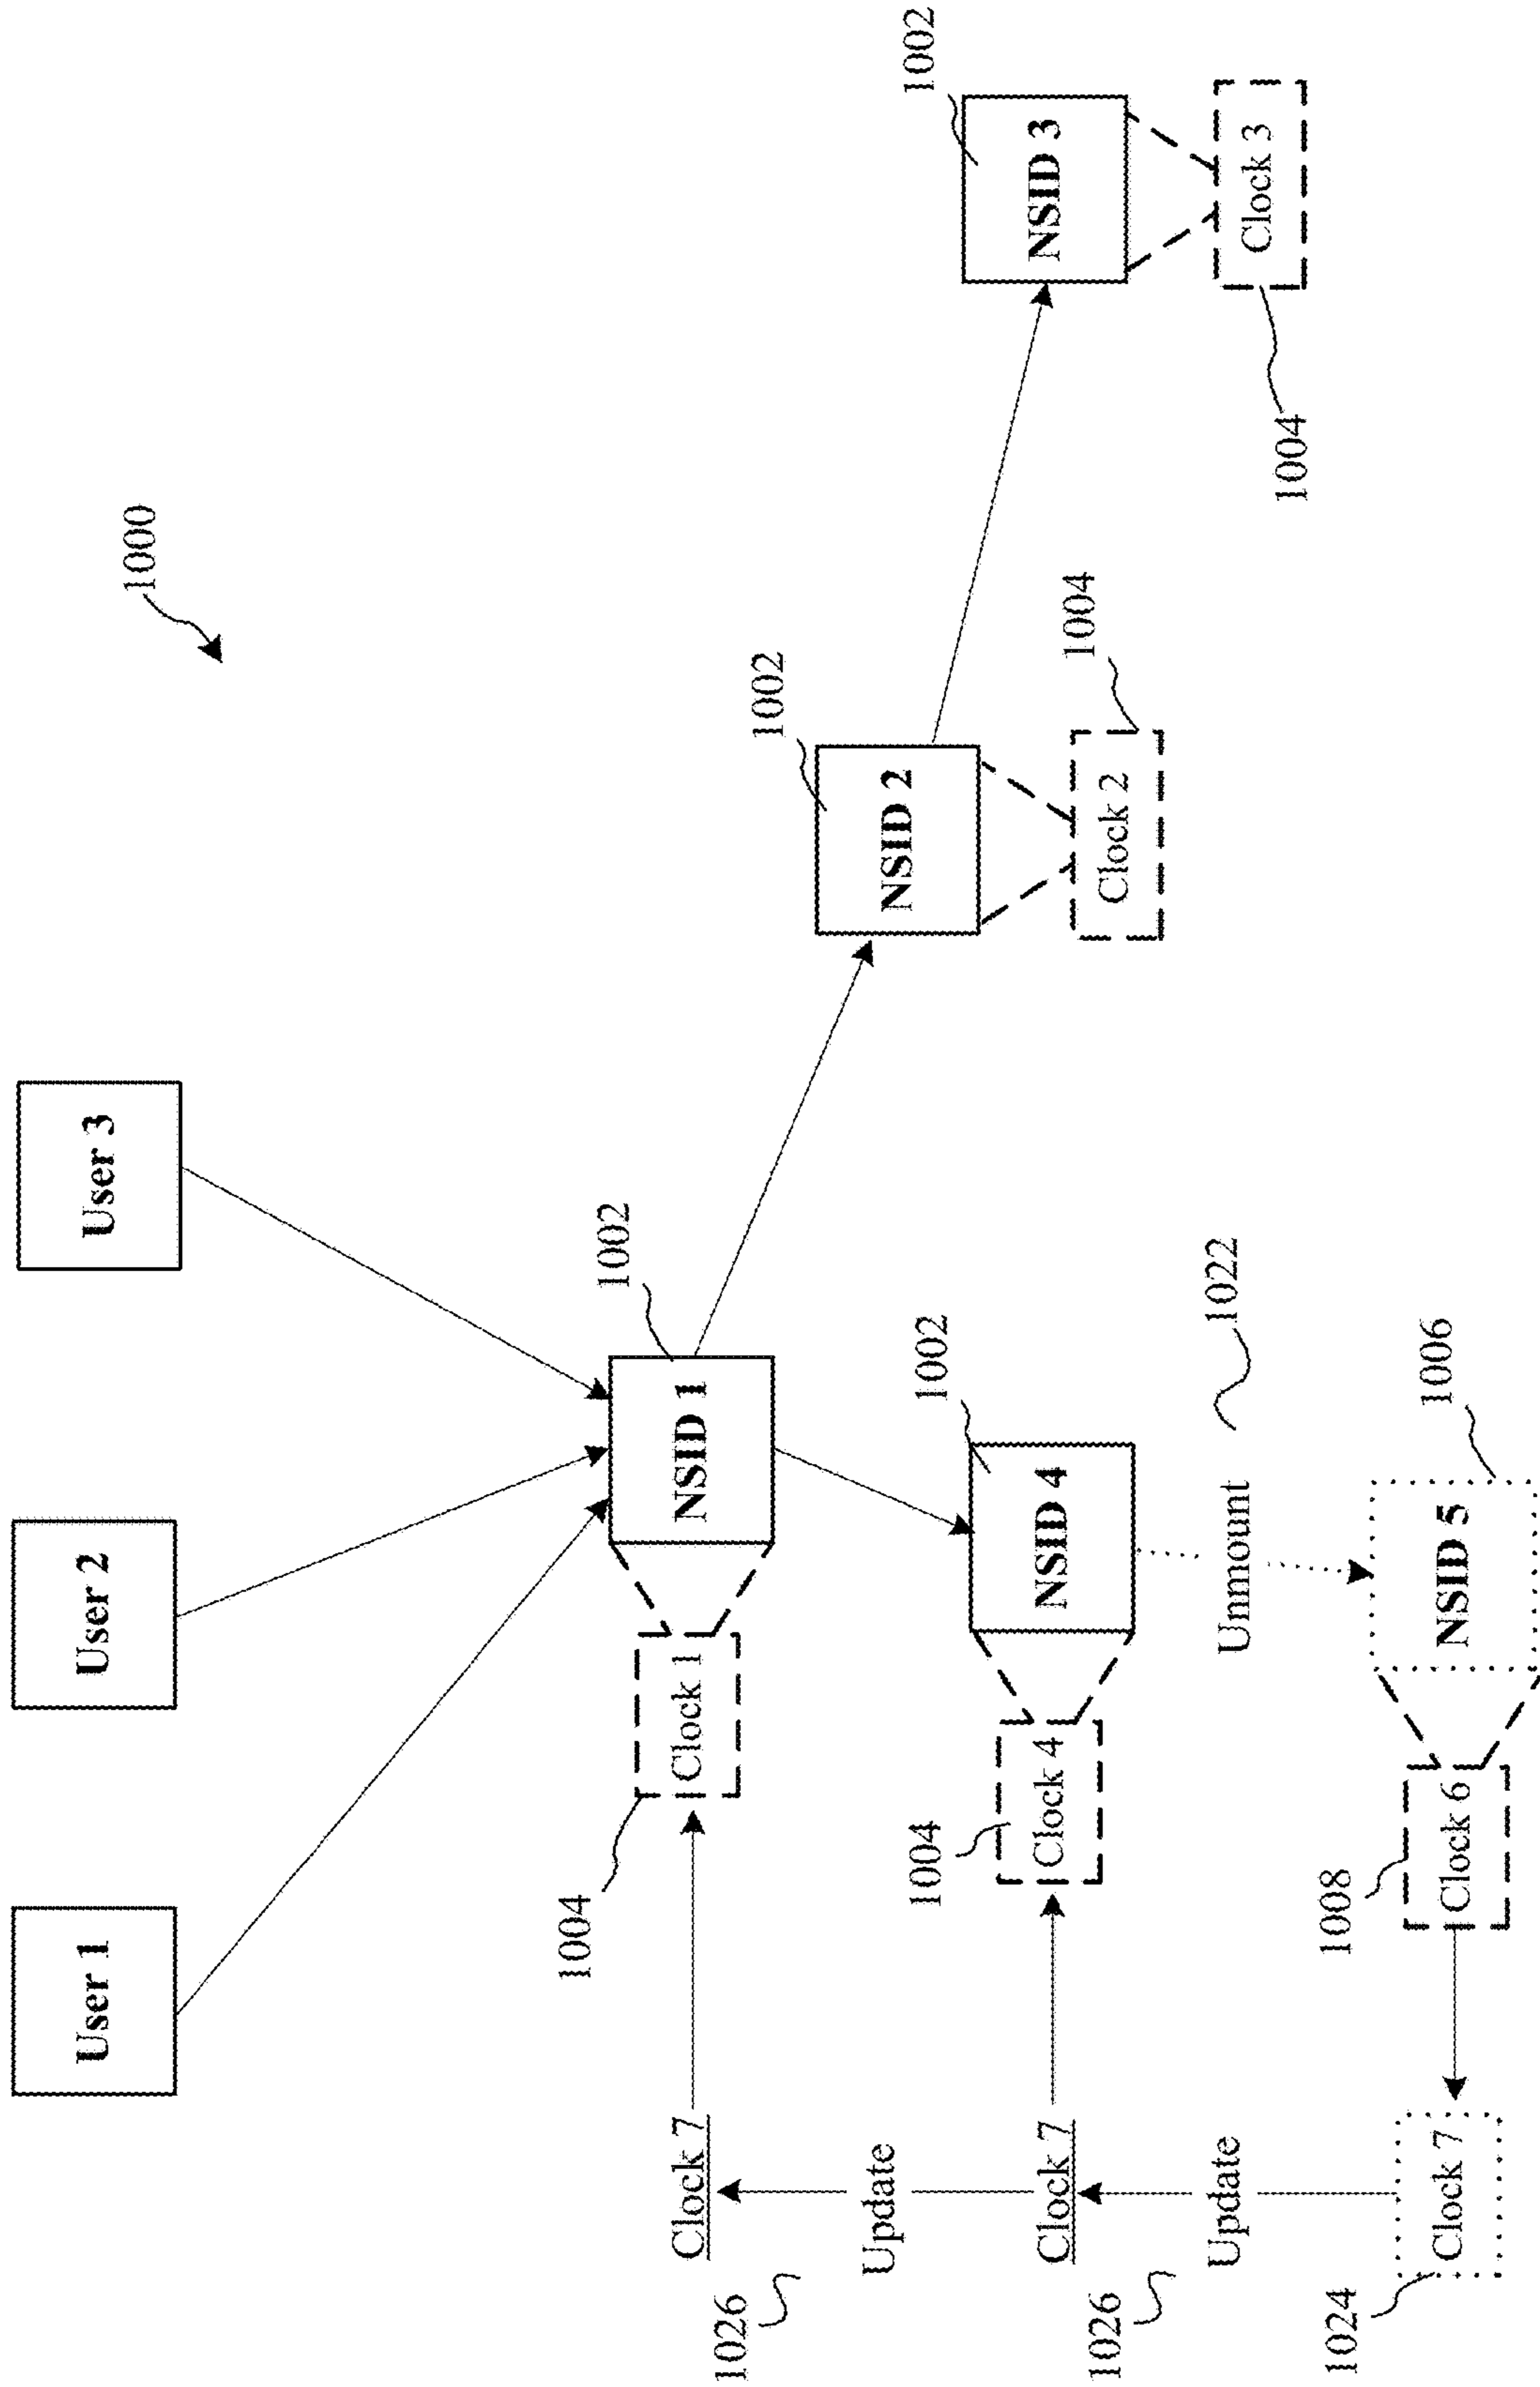 User 1
User 2
User 3
1000
1004
1002
Clock 7
Clock 1
NSID 1
1026
1002
Update
NSID 2
1004
1002
1002
Clock 7
Clock 4
NSID 4
NSID 3
1004
1026
Clock 2
Update
Unmount
1022
Clock 3
1004
1024
1008
1006
Clock 7
Clock 6
NSID 5